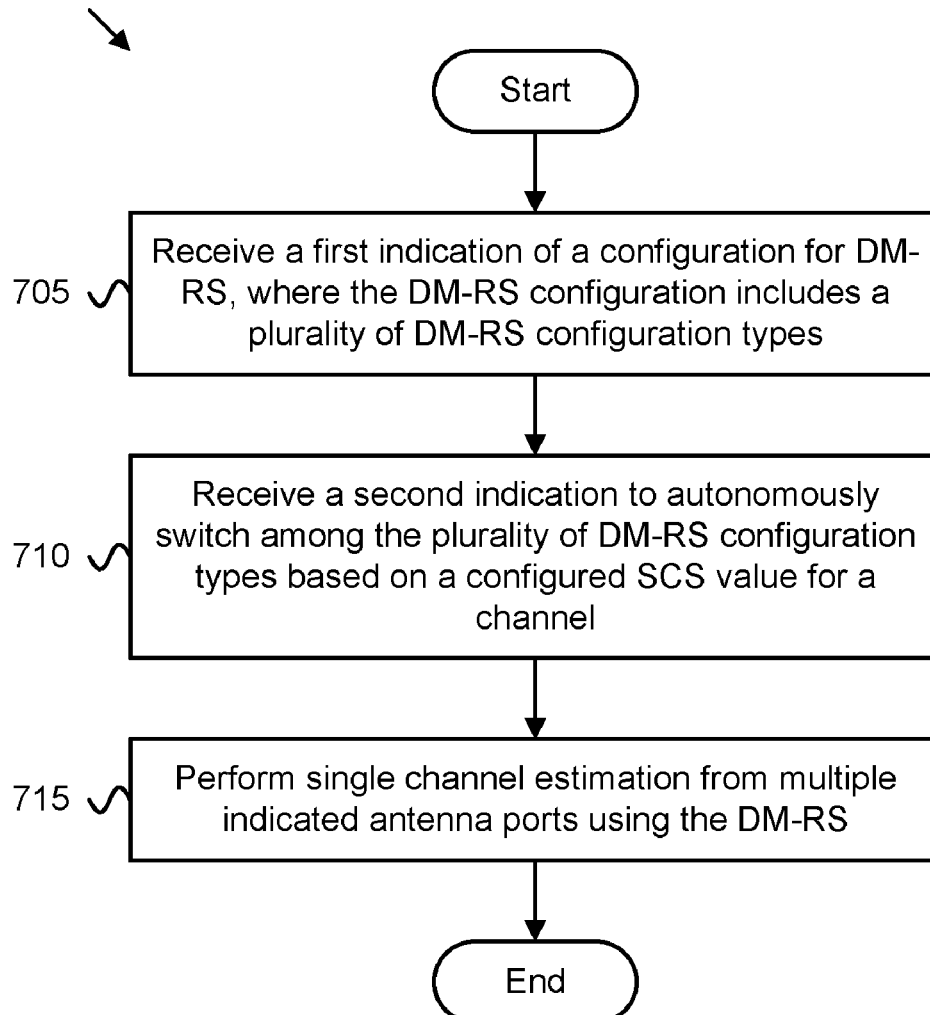 Start
705
Receive a first indication of a configuration for DM-
RS, where the DM-RS configuration includes a
plurality of DM-RS configuration types
710
Receive a second indication to autonomously
switch among the plurality of DM-RS configuration
types based on a configured SCS value for a
channel
715
Perform single channel estimation from multiple
indicated antenna ports using the DM-RS
End